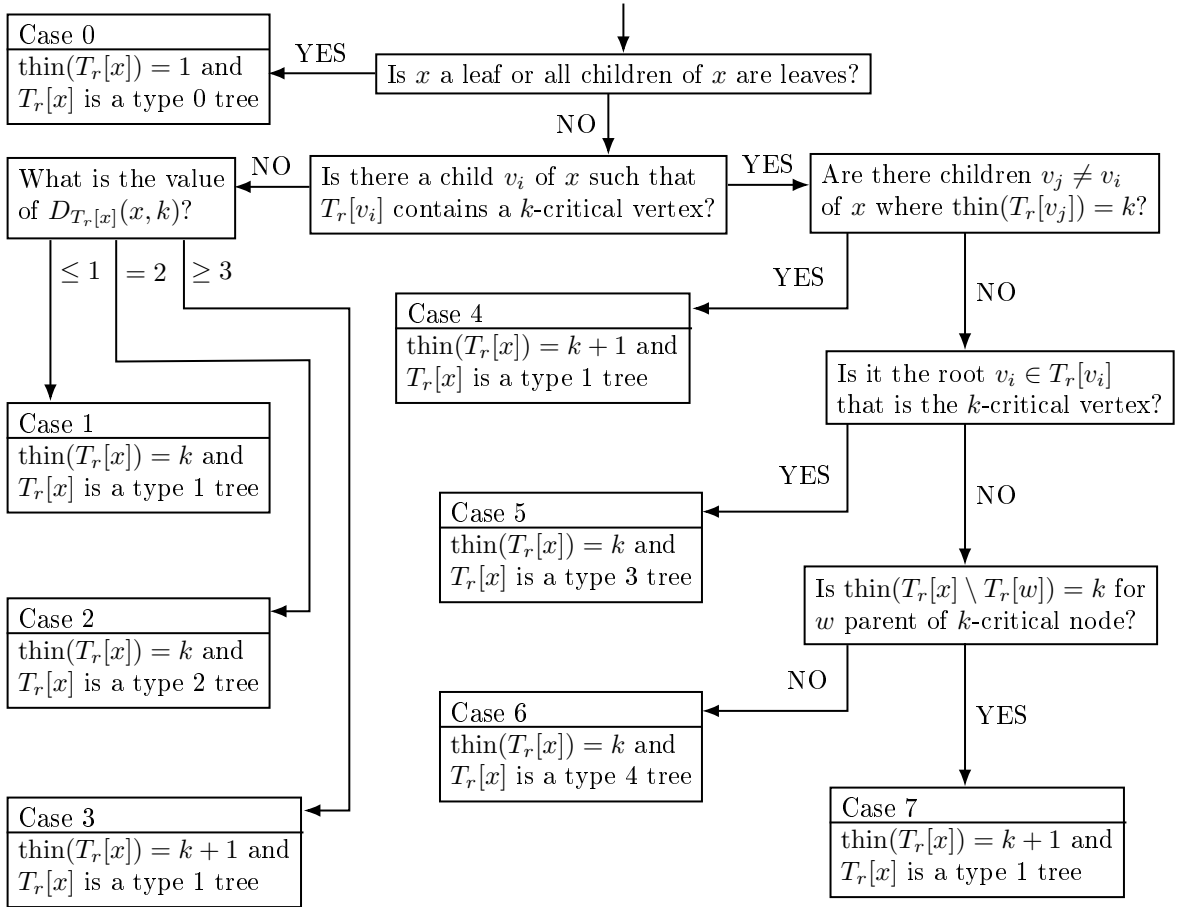 Case 0
thin(T_r[x]) = 1 and
T_r[x] is a type 0 tree
YES
Is x a leaf or all children of x are leaves?
NO
What is the value
of D_{T_r[x]}(x, k)?
NO
Is there a child v_i of x such that
T_r[v_i] contains a k-critical vertex?
YES
Are there children v_j ≠ v_i
of x where thin(T_r[v_j]) = k?
≤ 1
= 2
≥ 3
YES
NO
Case 4
thin(T_r[x]) = k + 1 and
T_r[x] is a type 1 tree
Is it the root v_i ∈ T_r[v_i]
that is the k-critical vertex?
Case 1
thin(T_r[x]) = k and
T_r[x] is a type 1 tree
YES
NO
Case 5
thin(T_r[x]) = k and
T_r[x] is a type 3 tree
Is thin(T_r[x] \ T_r[w]) = k for
w parent of k-critical node?
Case 2
thin(T_r[x]) = k and
T_r[x] is a type 2 tree
NO
YES
Case 6
thin(T_r[x]) = k and
T_r[x] is a type 4 tree
Case 3
thin(T_r[x]) = k + 1 and
T_r[x] is a type 1 tree
Case 7
thin(T_r[x]) = k + 1 and
T_r[x] is a type 1 tree